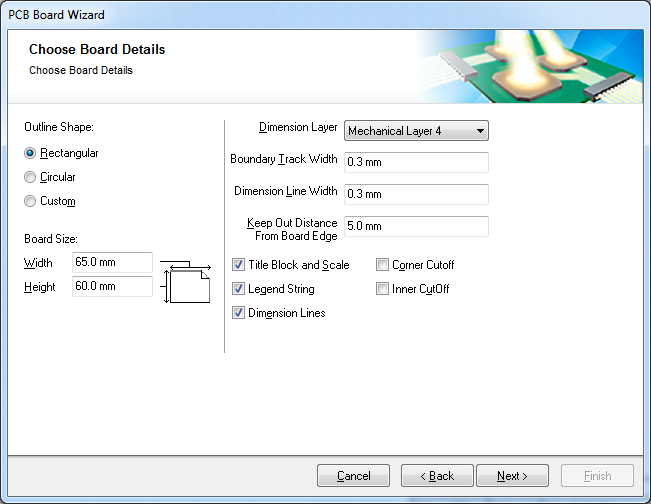 PCB Board Wizard
Choose Board Details
Choose Board Details
Outline Shape:
Rectangular
Circular
Custom
Board Size:
Width 65.0 mm
Height 60.0 mm
Dimension Layer Mechanical Layer 4
Boundary Track Width 0.3 mm
Dimension Line Width 0.3 mm
Keep Out Distance
From Board Edge 5.0 mm
Title Block and Scale Corner Cutoff
Legend String Inner CutOff
Dimension Lines
Cancel < Back Next > Finish